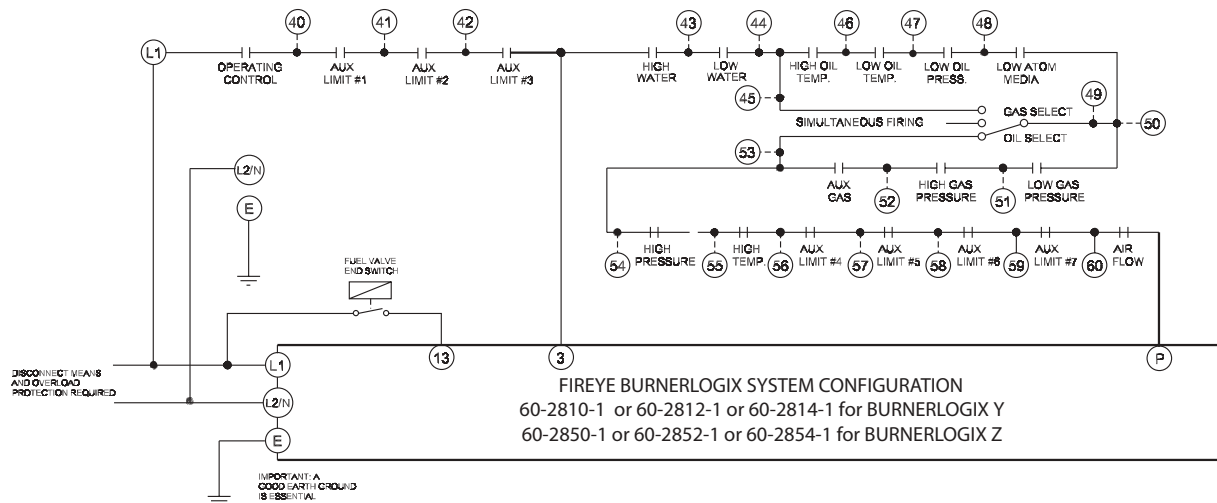 40
41
42
43
44
46
47
48
L1
OPERATING
CONTROL
AUX
LIMIT #1
AUX
LIMIT #2
AUX
LIMIT #3
HIGH
WATER
LOW
WATER
HIGH OIL
TEMP.
LOW OIL
TEMP.
LOW OIL
PRESS.
LOW ATOM
MEDIA
45
GAS SELECT
49
SIMULTANEOUS FIRING
50
OIL SELECT
53
L2/N
AUX
GAS
52
HIGH GAS
PRESSURE
51
LOW GAS
PRESSURE
E
54
HIGH
PRESSURE
55
HIGH
TEMP.
56
AUX
LIMIT #4
57
AUX
LIMIT #5
58
AUX
LIMIT #6
59
AUX
LIMIT #7
60
AIR
FLOW
FUEL VALVE
END SWITCH
13
3
P
L1
DISCONNECT MEANS
AND OVERLOAD
PROTECTION REQUIRED
FIREYE BURNERLOGIX SYSTEM CONFIGURATION
L2/N
60-2810-1 or 60-2812-1 or 60-2814-1 for BURNERLOGIX Y
60-2850-1 or 60-2852-1 or 60-2854-1 for BURNERLOGIX Z
E
IMPORTANT: A
GOOD EARTH GROUND
IS ESSENTIAL